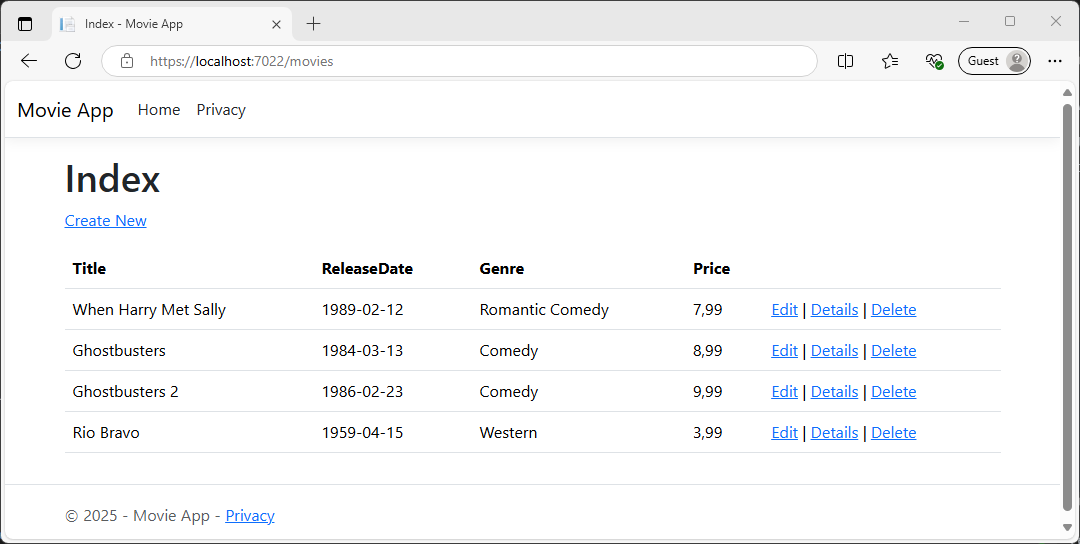 Index - Movie App
https://localhost:7022/movies
Guest
Movie App Home Privacy
Index
Create New
Title ReleaseDate Genre Price
When Harry Met Sally 1989-02-12 Romantic Comedy 7,99 Edit | Details | Delete
Ghostbusters 1984-03-13 Comedy 8,99 Edit | Details | Delete
Ghostbusters 2 1986-02-23 Comedy 9,99 Edit | Details | Delete
Rio Bravo 1959-04-15 Western 3,99 Edit | Details | Delete
© 2025 - Movie App - Privacy